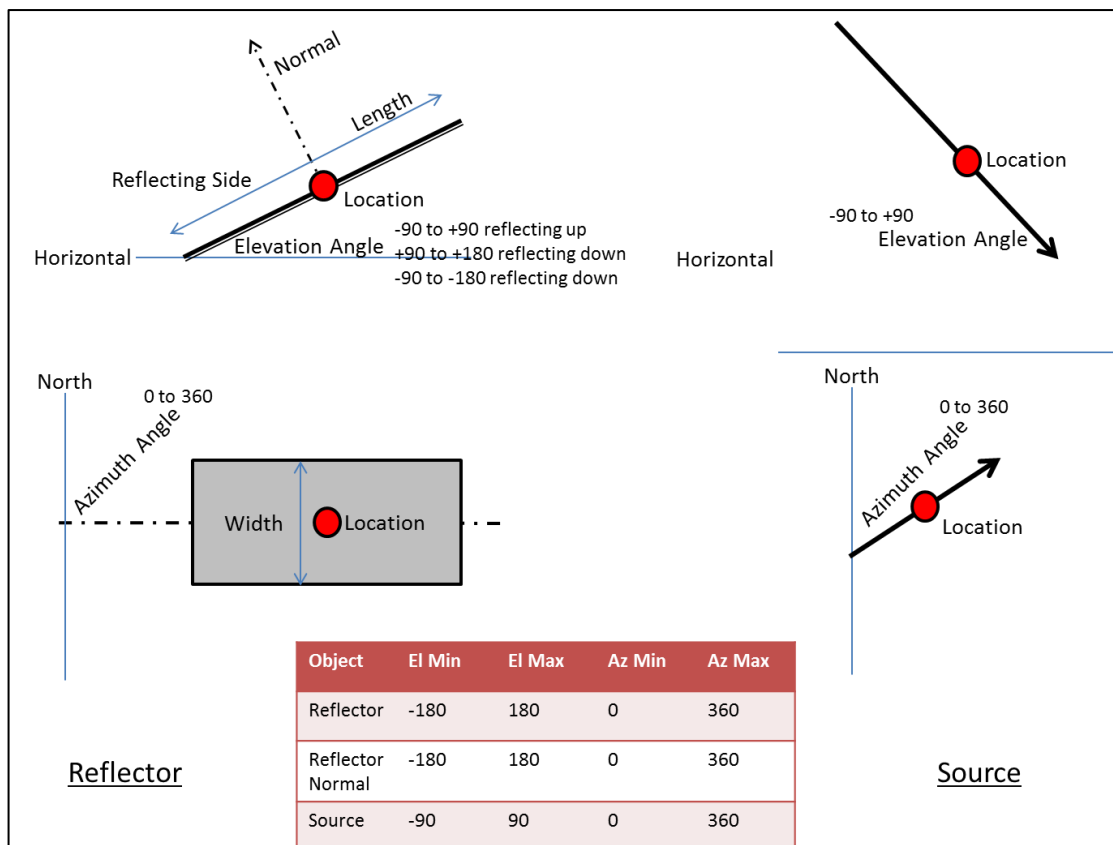 Normal
Length
Reflecting Side
Location
Elevation Angle
-90 to +90 reflecting up
+90 to +180 reflecting down
-90 to -180 reflecting down
Horizontal
Location
-90 to +90
Elevation Angle
Horizontal
North
0 to 360
Azimuth Angle
Width
Location
North
0 to 360
Azimuth Angle
Location
Object El Min El Max Az Min Az Max
Reflector -180 180 0 360
Reflector
Normal -180 180 0 360
Source -90 90 0 360
Reflector
Source